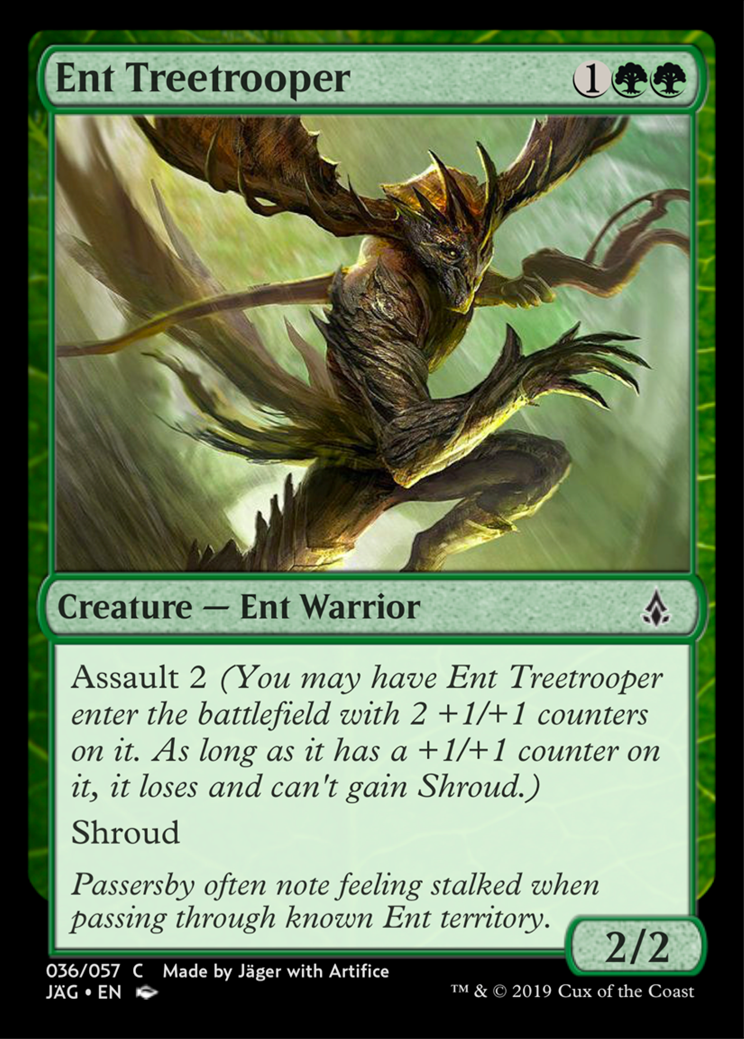 Ent Treetrooper 1
Creature — Ent Warrior
Assault 2 (You may have Ent Treetrooper
enter the battlefield with 2 +1/+1 counters
on it. As long as it has a +1/+1 counter on
it, it loses and can't gain Shroud.)
Shroud
Passersby often note feeling stalked when
passing through known Ent territory.
2/2
036/057 C Made by Jäger with Artifice
JÄG • EN ™ & © 2019 Cux of the Coast